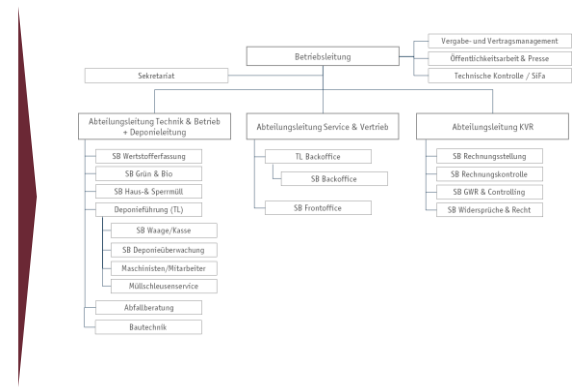 Betriebsleitung
Vergabe- und Vertragsmanagement
Öffentlichkeitsarbeit & Presse
Technische Kontrolle / SiFa
Sekretariat
Abteilungsleitung Technik & Betrieb
+ Deponieleitung
SB Wertstofferfassung
SB Grün & Bio
SB Haus-& Sperrmüll
Deponieführung (TL)
SB Waage/Kasse
SB Deponieüberwachung
Maschinisten/Mitarbeiter
Müllschleusenservice
Abfallberatung
Bautechnik
Abteilungsleitung Service & Vertrieb
TL Backoffice
SB Backoffice
SB Frontoffice
Abteilungsleitung KVR
SB Rechnungsstellung
SB Rechnungskontrolle
SB GWR & Controlling
SB Widersprüche & Recht